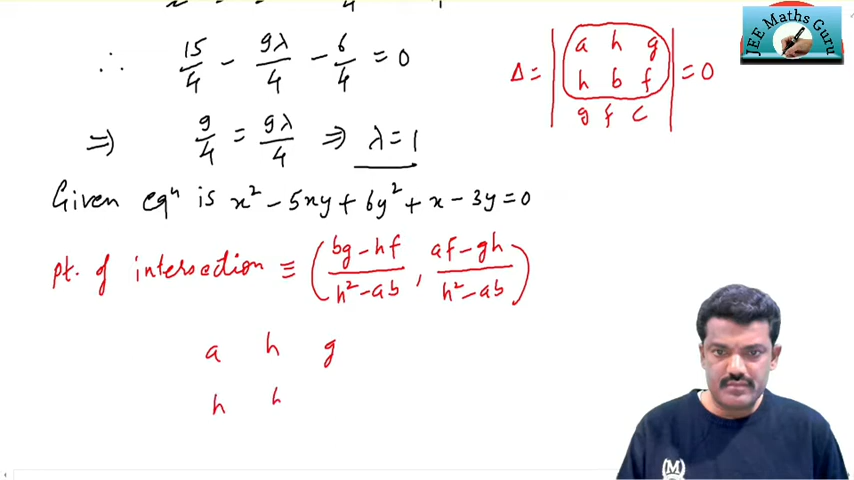 ∴ 15/4 - 9λ/4 - 6/4 = 0
⇒ 9/4 = 9λ/4 ⇒ λ = 1
Given eqⁿ is x² - 5xy + 6y² + x - 3y = 0
pt. of intersection ≡ ( (bg - hf)/(h² - ab) , (af - gh)/(h² - ab) )
a h g
h
Δ = | a h g |
| h b f | = 0
| g f c |
JEE Maths Guru
(M)